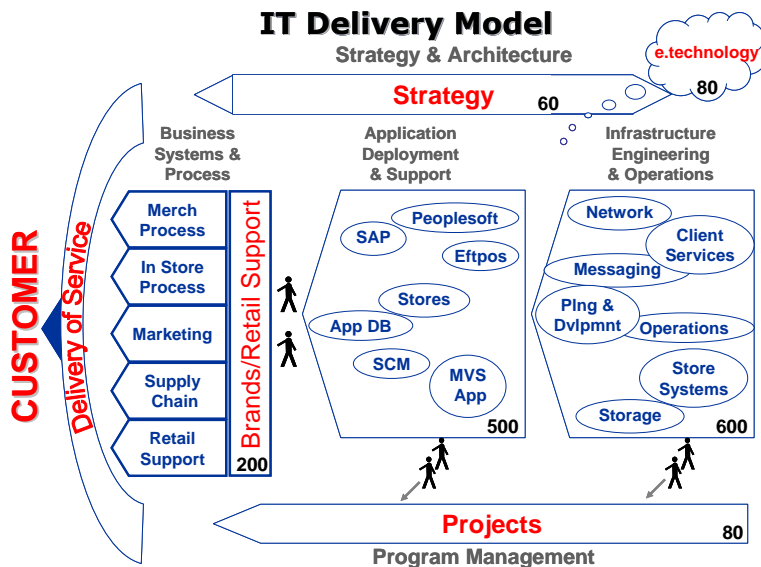 IT Delivery Model
Strategy & Architecture
e.technology
80
Strategy
60
Business
Systems &
Process
Application
Deployment
& Support
Infrastructure
Engineering
& Operations
CUSTOMER
Delivery of Service
Merch
Process
In Store
Process
Marketing
Supply
Chain
Retail
Support
Brands/Retail Support
200
Peoplesoft
SAP
Eftpos
Stores
App DB
SCM
MVS
App
500
Network
Client
Services
Messaging
Plng &
Dvlpmnt
Operations
Store
Systems
Storage
600
Projects
80
Program Management